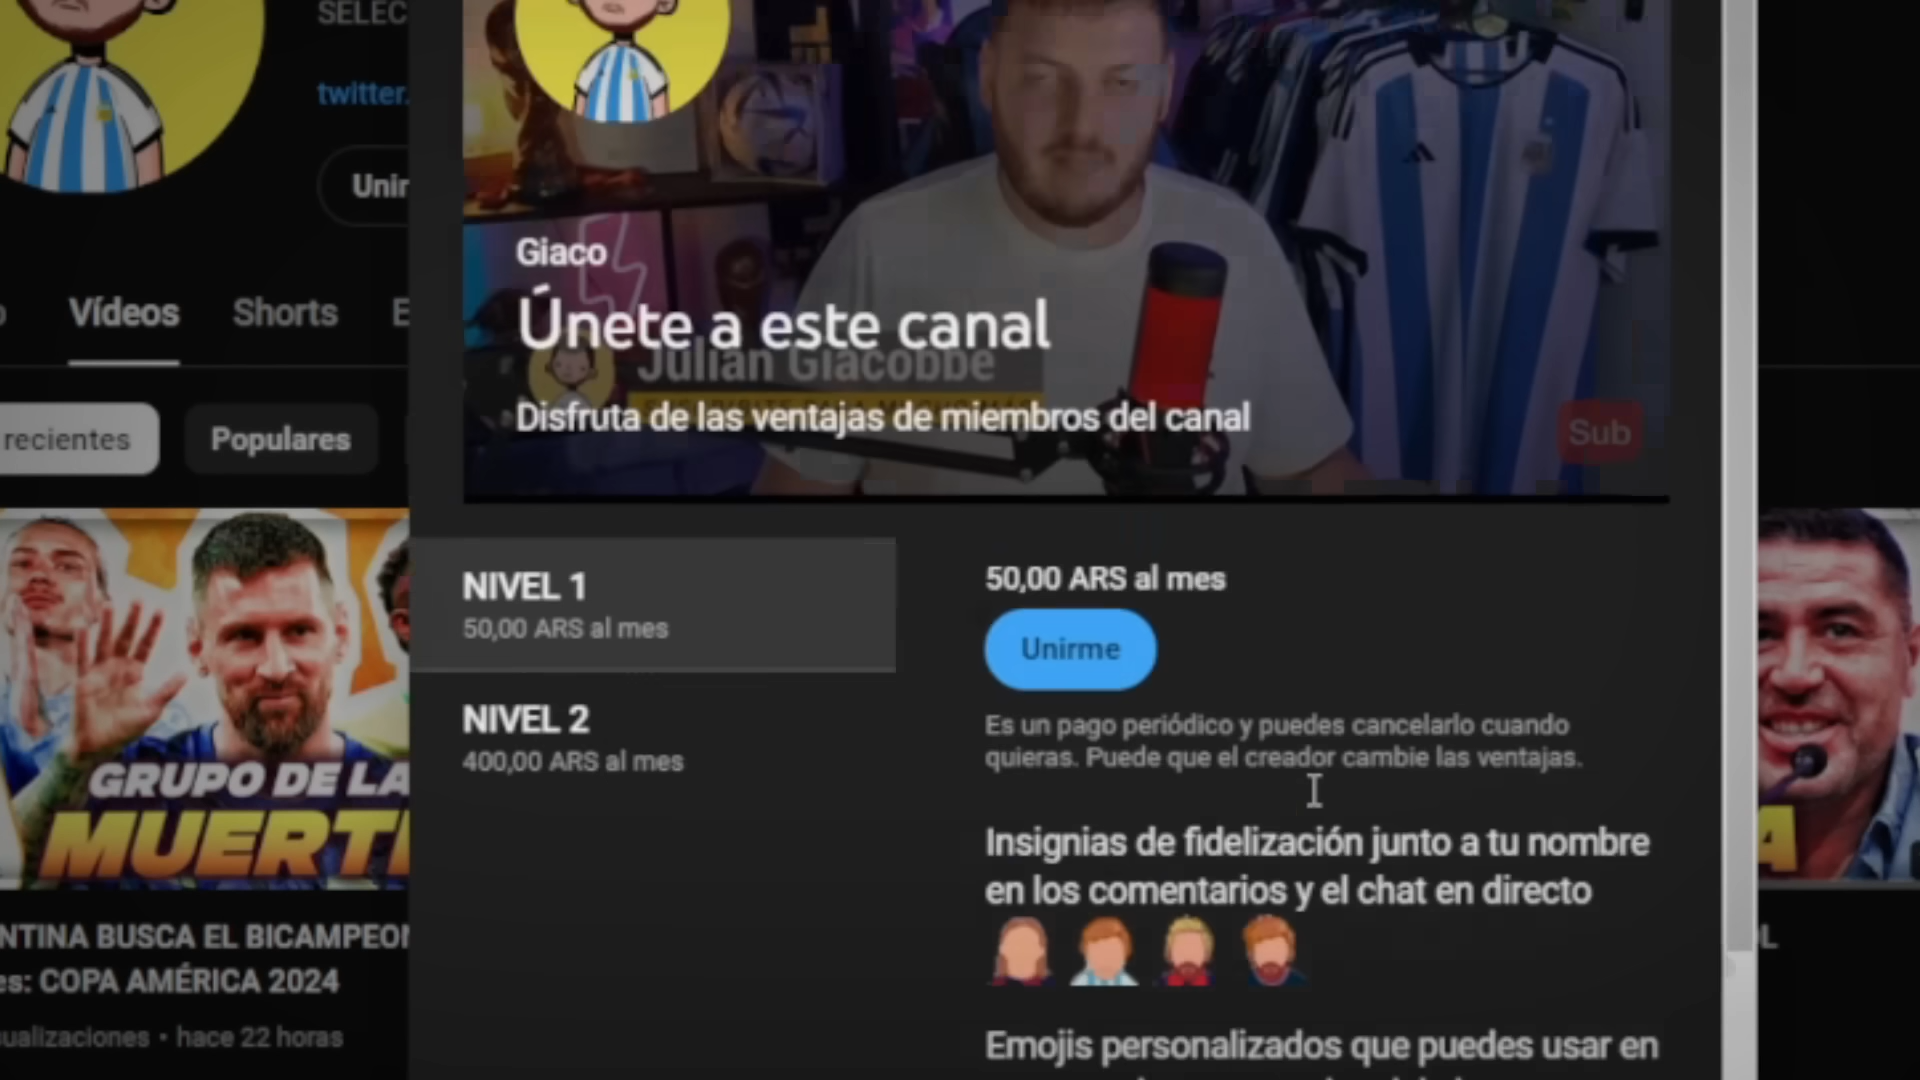 SELEC
twitter.
Unir
Vídeos
Shorts
E
recientes
Populares
GRUPO DE LA
MUERT
NTINA BUSCA EL BICAMPEON
es: COPA AMÉRICA 2024
ualizaciones • hace 22 horas
Giaco
Únete a este canal
Julián Giacobbe
Disfruta de las ventajas de miembros del canal
Sub
NIVEL 1
50,00 ARS al mes
NIVEL 2
400,00 ARS al mes
50,00 ARS al mes
Unirme
Es un pago periódico y puedes cancelarlo cuando
quieras. Puede que el creador cambie las ventajas.
Insignias de fidelización junto a tu nombre
en los comentarios y el chat en directo
Emojis personalizados que puedes usar en
A
OL